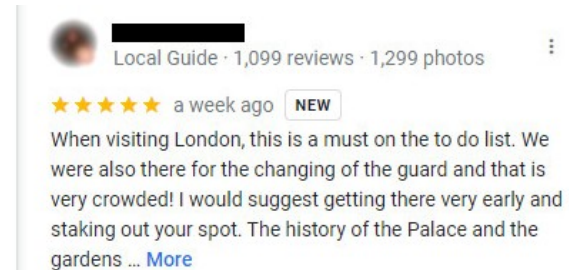 Local Guide · 1,099 reviews · 1,299 photos
a week ago NEW
When visiting London, this is a must on the to do list. We
were also there for the changing of the guard and that is
very crowded! I would suggest getting there very early and
staking out your spot. The history of the Palace and the
gardens ... More